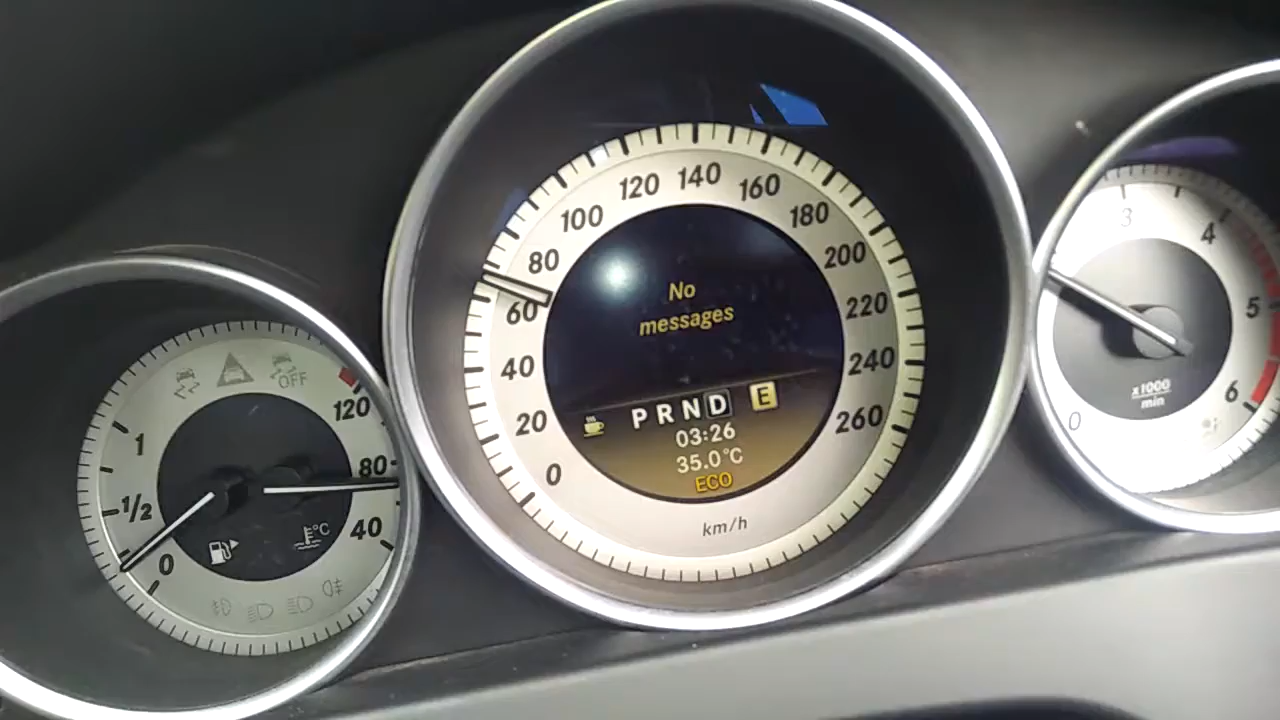 OFF
120
1
80
1/2
40
0
°C
120 140 160
100 180
80 200
60 220
40 240
20 260
0
No
messages
PRND E
03:26
35.0°C
ECO
km/h
3
4
5
6
0
x1000
min